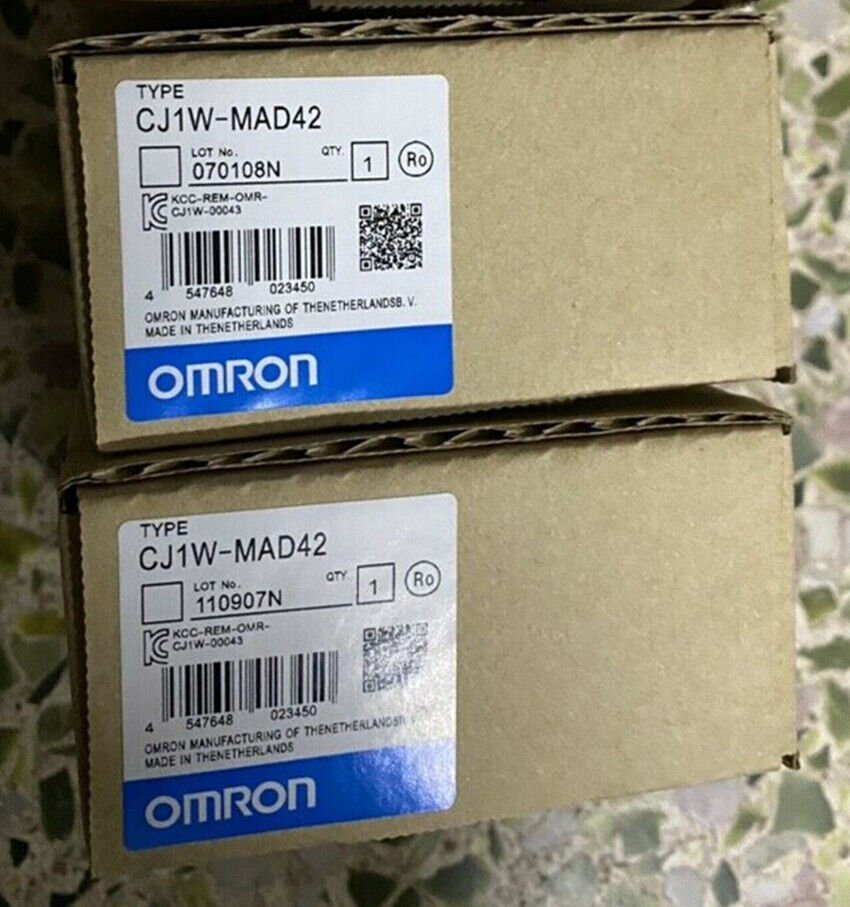 TYPE
CJ1W-MAD42
LOT No.
QTY.
070108N
1
Ro
KCC-REM-OMR-
CJ1W-00043
4 547648 023450
OMRON MANUFACTURING OF THENETHERLANDSB. V.
MADE IN THENETHERLANDS
OMRON
TYPE
CJ1W-MAD42
LOT No.
QTY.
110907N
1
Ro
KCC-REM-OMR-
CJ1W-00043
4 547648 023450
OMRON MANUFACTURING OF THENETHERLANDSB. V.
MADE IN THENETHERLANDS
OMRON